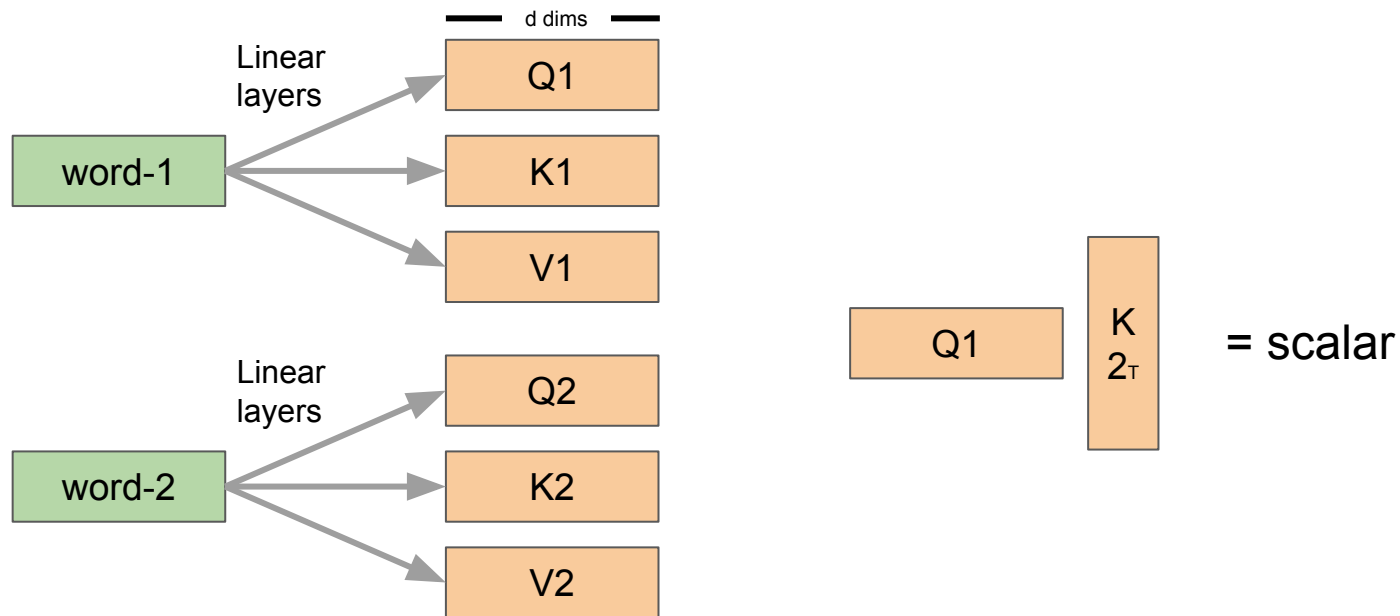 d dims
Linear
layers
Q1
word-1
K1
V1
Linear
layers
Q2
word-2
K2
V2
Q1
K
2T
= scalar